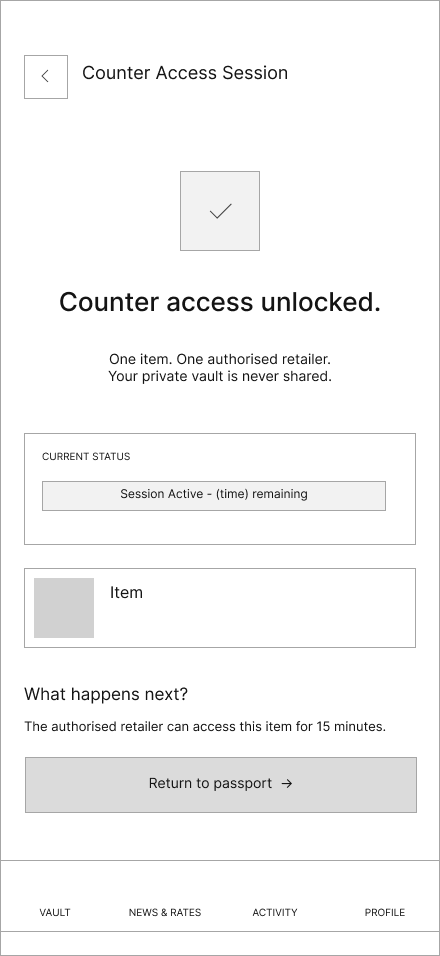 Counter Access Session
Counter access unlocked.
One item. One authorised retailer.
Your private vault is never shared.
CURRENT STATUS
Session Active - (time) remaining
Item
What happens next?
The authorised retailer can access this item for 15 minutes.
Return to passport →
VAULT NEWS & RATES ACTIVITY PROFILE